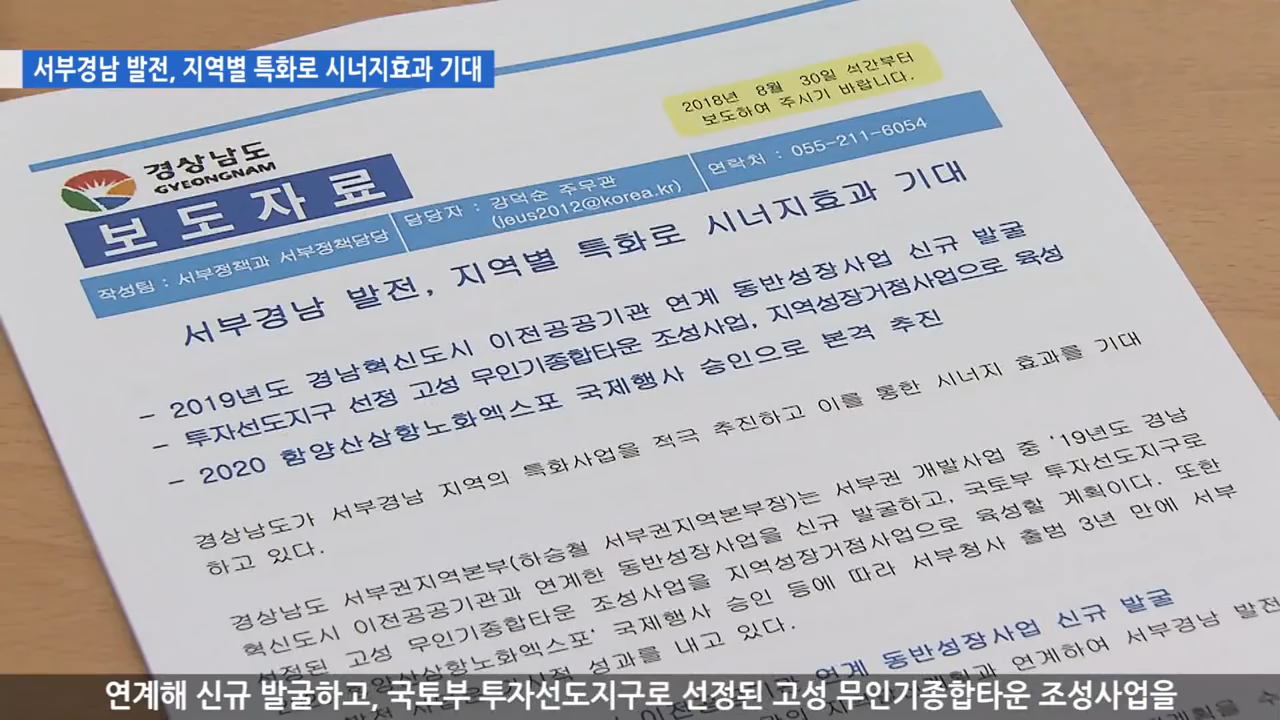 서부경남 발전, 지역별 특화로 시너지효과 기대
2018년 8월 30일 석간부터
보도하여 주시기 바랍니다.
경상남도
GYEONGNAM
보도자료
작성팀 : 서부정책과 서부정책담당
담당자 : 강덕순 주무관
(jeus2012@korea.kr)
연락처 : 055-211-6054
서부경남 발전, 지역별 특화로 시너지효과 기대
- 2019년도 경남혁신도시 이전공공기관 연계 동반성장사업 신규 발굴
- 투자선도지구 선정 고성 무인기종합타운 조성사업, 지역성장거점사업으로 육성
- 2020 함양산삼항노화엑스포 국제행사 승인으로 본격 추진
경상남도가 서부경남 지역의 특화사업을 적극 추진하고 이를 통한 시너지 효과를 기대
하고 있다.
경상남도 서부권지역본부(하승철 서부권지역본부장)는 서부권 개발사업 중 '19년도 경남
혁신도시 이전공공기관과 연계한 동반성장사업을 신규 발굴하고, 국토부 투자선도지구로
선정된 고성 무인기종합타운 조성사업을 지역성장거점사업으로 육성할 계획이다. 또한
함양산삼항노화엑스포' 국제행사 승인 등에 따라 서부청사 출범 3년 만에 서부
성과를 내고 있다.
연계 동반성장사업 신규 발굴
연계하여 서부경남 발전
연계해 신규 발굴하고, 국토부 투자선도지구로 선정된 고성 무인기종합타운 조성사업을